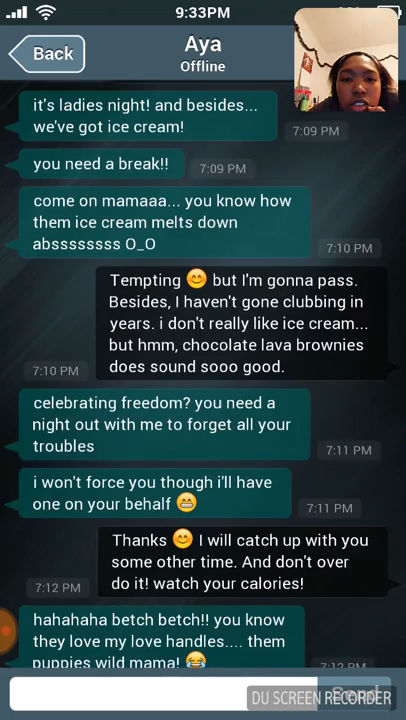 9:33PM
Back
Aya
Offline
it's ladies night! and besides...
we've got ice cream!
7:09 PM
you need a break!!
7:09 PM
come on mamaaa... you know how
them ice cream melts down
abssssssss O_O
7:10 PM
Tempting 😊 but I'm gonna pass.
Besides, I haven't gone clubbing in
years. i don't really like ice cream...
but hmm, chocolate lava brownies
does sound sooo good.
7:10 PM
celebrating freedom? you need a
night out with me to forget all your
troubles
7:11 PM
i won't force you though i'll have
one on your behalf 😁
7:11 PM
Thanks 😊 I will catch up with you
some other time. And don't over
do it! watch your calories!
7:12 PM
hahahaha betch betch!! you know
they love my love handles.... them
puppies wild mama! 😂
7:12 PM
Send
DU SCREEN RECORDER